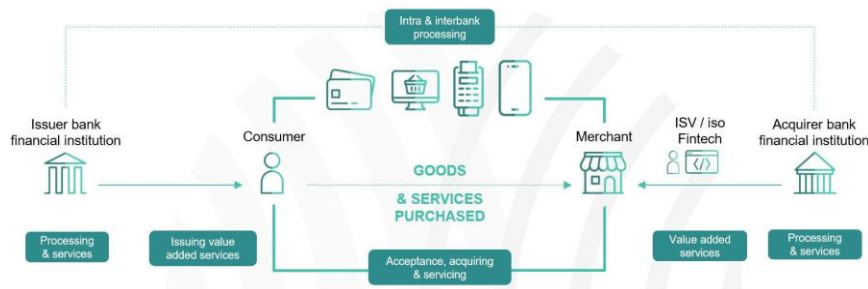 Intra & interbank
processing
Issuer bank
financial institution
Consumer
Merchant
ISV / iso
Fintech
Acquirer bank
financial institution
</>
GOODS
& SERVICES
PURCHASED
Processing
& services
Issuing value
added services
Acceptance, acquiring
& servicing
Value added
services
Processing
& services